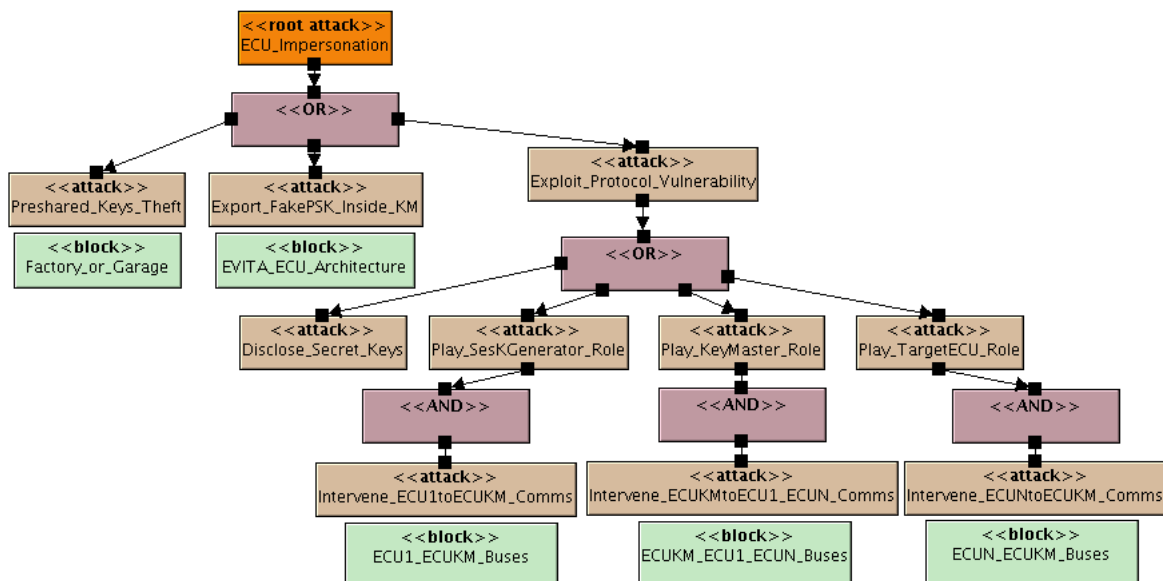 <<root attack>>
ECU_Impersonation
<<OR>>
<<attack>>
Preshared_Keys_Theft
<<attack>>
Export_FakePSK_Inside_KM
<<attack>>
Exploit_Protocol_Vulnerability
<<block>>
Factory_or_Garage
<<block>>
EVITA_ECU_Architecture
<<OR>>
<<attack>>
Disclose_Secret_Keys
<<attack>>
Play_SesKGenerator_Role
<<attack>>
Play_KeyMaster_Role
<<attack>>
Play_TargetECU_Role
<<AND>>
<<AND>>
<<AND>>
<<attack>>
Intervene_ECU1toECUKM_Comms
<<attack>>
Intervene_ECUKMtoECU1_ECUN_Comms
<<attack>>
Intervene_ECUNtoECUKM_Comms
<<block>>
ECU1_ECUKM_Buses
<<block>>
ECUKM_ECU1_ECUN_Buses
<<block>>
ECUN_ECUKM_Buses